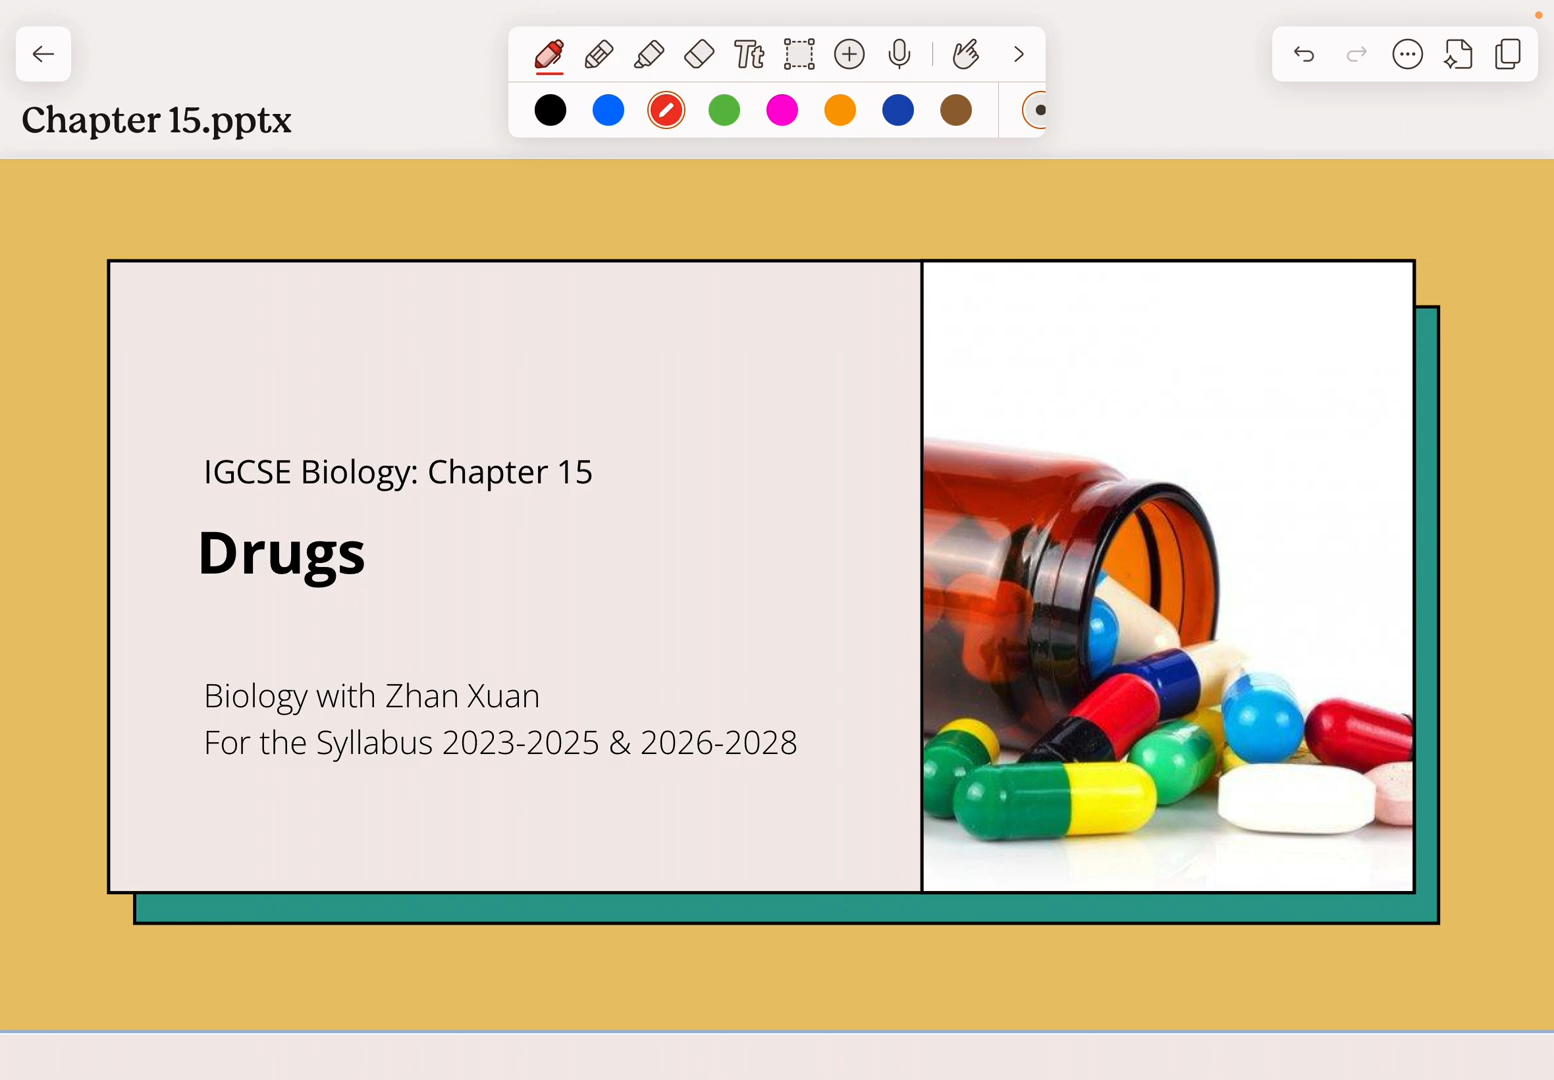 Chapter 15.pptx
Tt
IGCSE Biology: Chapter 15
Drugs
Biology with Zhan Xuan
For the Syllabus 2023-2025 & 2026-2028